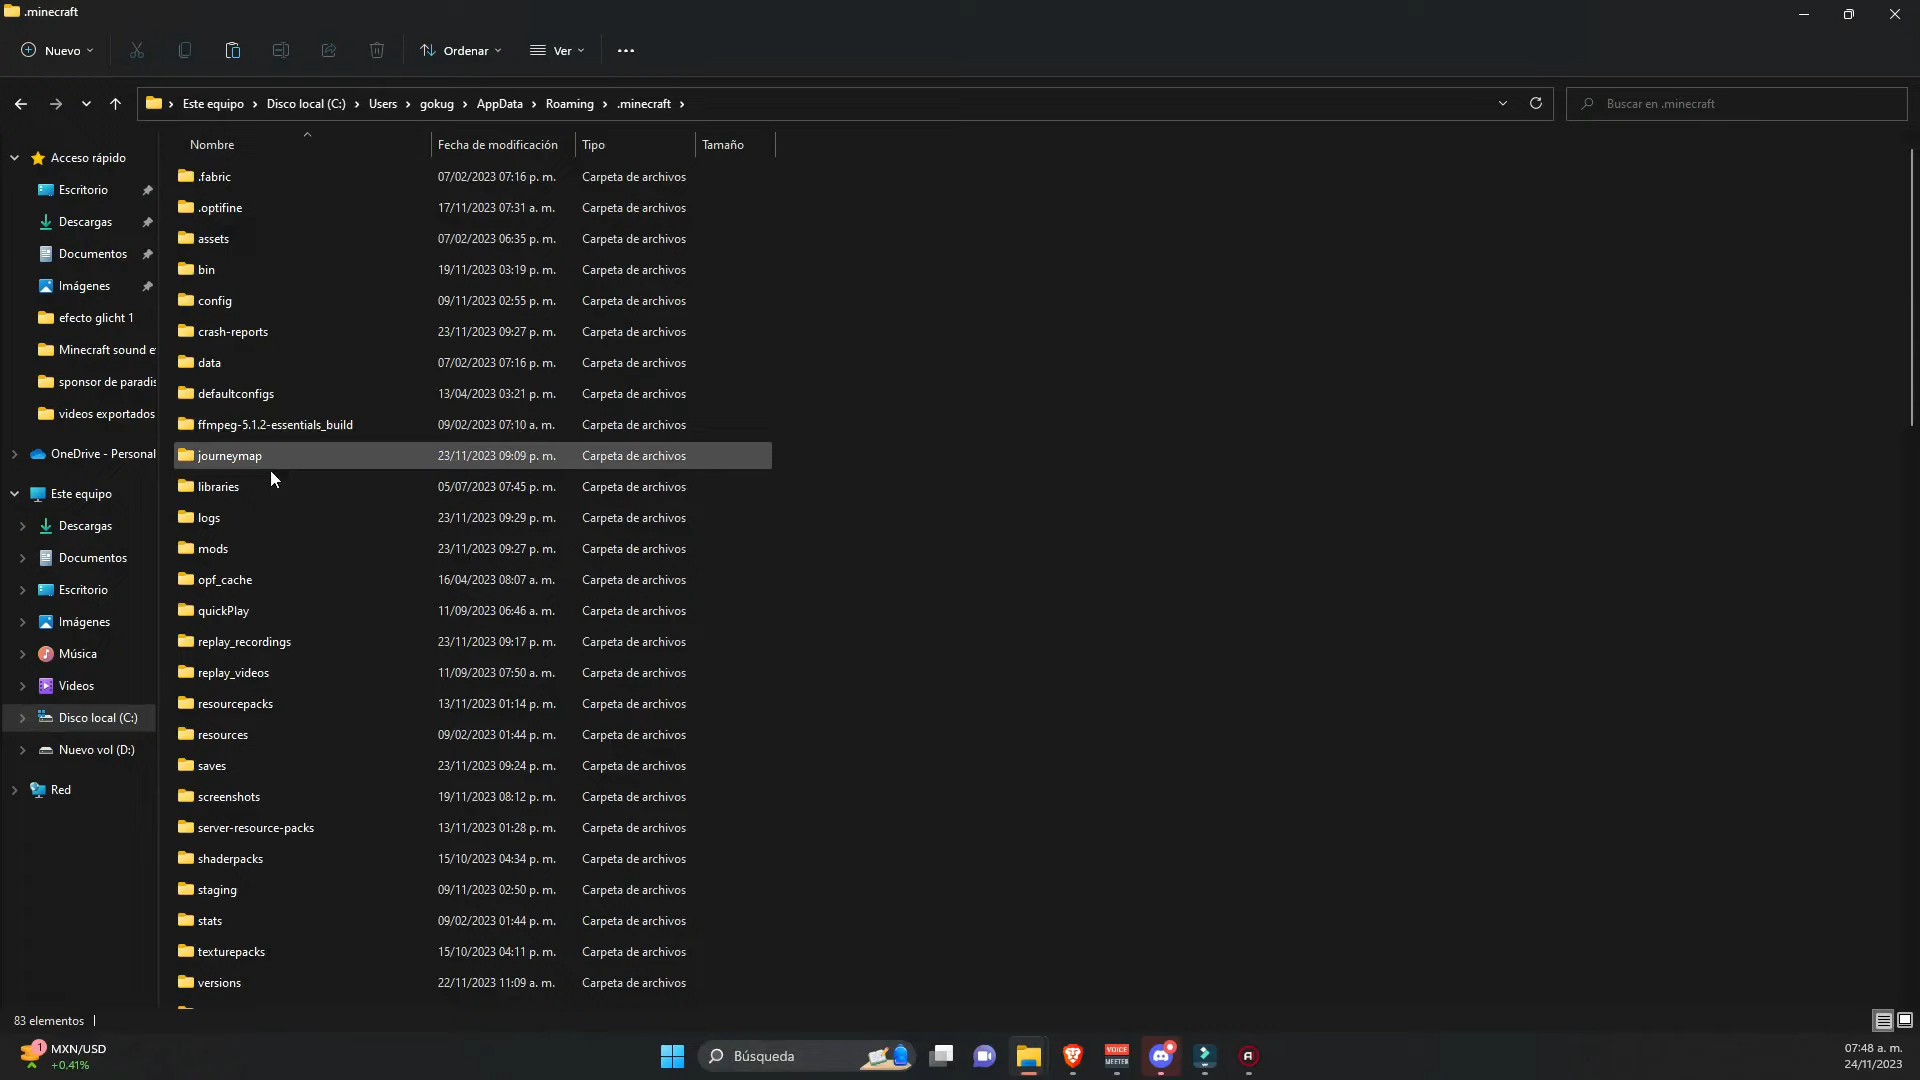 .minecraft
Nuevo
Ordenar
Ver
Este equipo > Disco local (C:) > Users > gokug > AppData > Roaming > .minecraft >
Buscar en .minecraft
Nombre Fecha de modificación Tipo Tamaño
.fabric 07/02/2023 07:16 p. m. Carpeta de archivos
.optifine 17/11/2023 07:31 a. m. Carpeta de archivos
assets 07/02/2023 06:35 p. m. Carpeta de archivos
bin 19/11/2023 03:19 p. m. Carpeta de archivos
config 09/11/2023 02:55 p. m. Carpeta de archivos
crash-reports 23/11/2023 09:27 p. m. Carpeta de archivos
data 07/02/2023 07:16 p. m. Carpeta de archivos
defaultconfigs 13/04/2023 03:21 p. m. Carpeta de archivos
ffmpeg-5.1.2-essentials_build 09/02/2023 07:10 a. m. Carpeta de archivos
journeymap 23/11/2023 09:09 p. m. Carpeta de archivos
libraries 05/07/2023 07:45 p. m. Carpeta de archivos
logs 23/11/2023 09:29 p. m. Carpeta de archivos
mods 23/11/2023 09:27 p. m. Carpeta de archivos
opf_cache 16/04/2023 08:07 a. m. Carpeta de archivos
quickPlay 11/09/2023 06:46 a. m. Carpeta de archivos
replay_recordings 23/11/2023 09:17 p. m. Carpeta de archivos
replay_videos 11/09/2023 07:50 a. m. Carpeta de archivos
resourcepacks 13/11/2023 01:14 p. m. Carpeta de archivos
resources 09/02/2023 01:44 p. m. Carpeta de archivos
saves 23/11/2023 09:24 p. m. Carpeta de archivos
screenshots 19/11/2023 08:12 p. m. Carpeta de archivos
server-resource-packs 13/11/2023 01:28 p. m. Carpeta de archivos
shaderpacks 15/10/2023 04:34 p. m. Carpeta de archivos
staging 09/11/2023 02:50 p. m. Carpeta de archivos
stats 09/02/2023 01:44 p. m. Carpeta de archivos
texturepacks 15/10/2023 04:11 p. m. Carpeta de archivos
versions 22/11/2023 11:09 a. m. Carpeta de archivos
Acceso rápido
Escritorio
Descargas
Documentos
Imágenes
efecto glicht 1
Minecraft sound e
sponsor de paradis
videos exportados
OneDrive - Personal
Este equipo
Descargas
Documentos
Escritorio
Imágenes
Música
Videos
Disco local (C:)
Nuevo vol (D:)
Red
83 elementos
1
MXN/USD
+0.41%
Búsqueda
VOICE
MEETER
07:48 a. m.
24/11/2023